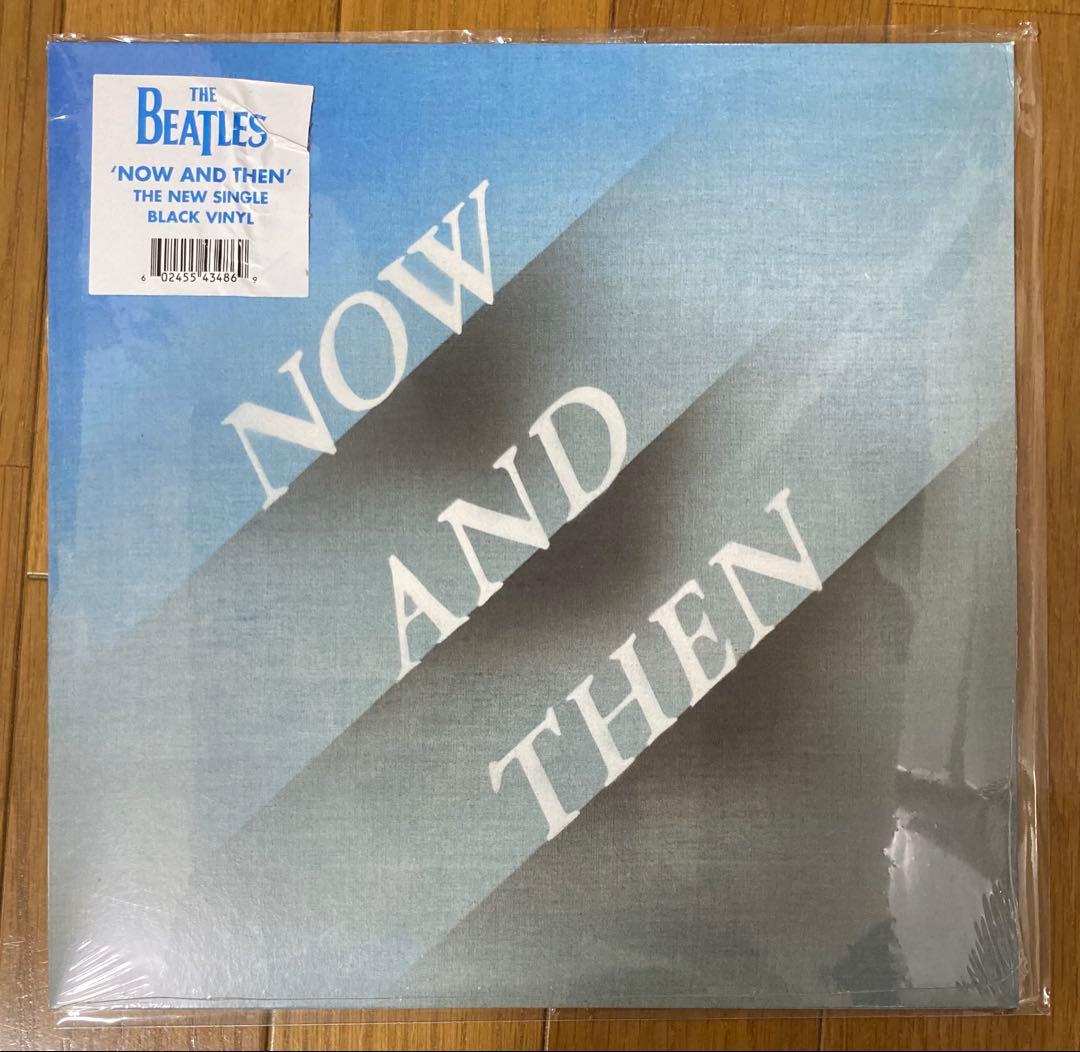 THE
BEATLES
‘NOW AND THEN’
THE NEW SINGLE
BLACK VINYL
6 02455 43486 9
NOW
AND
THEN